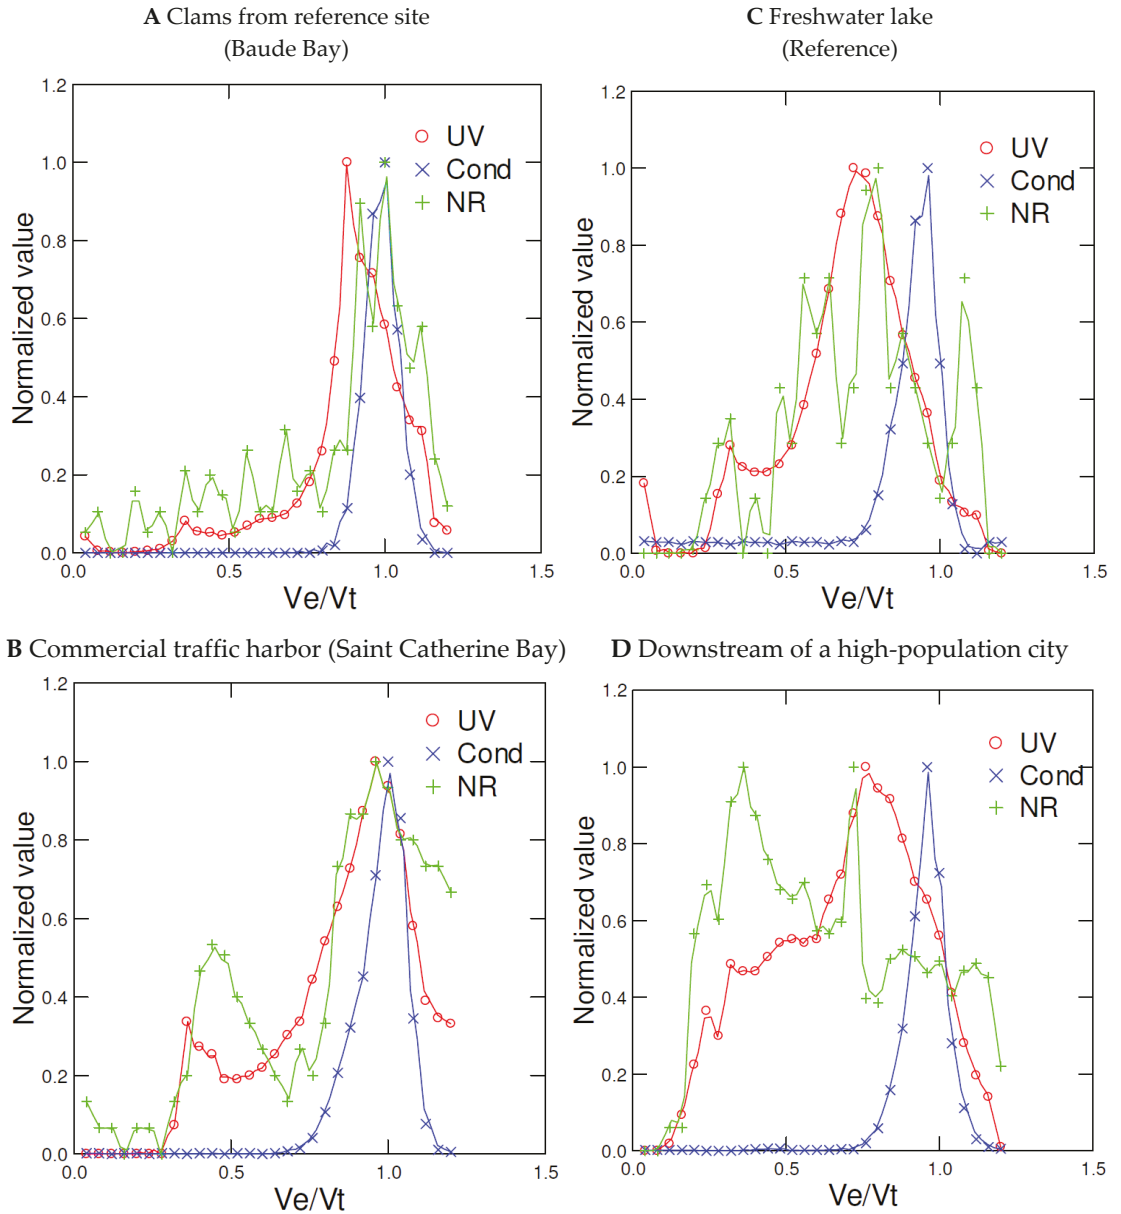 A Clams from reference site
(Baude Bay)
1.2
1.0
0.8
0.6
0.4
0.2
0.0
Normalized value
UV
Cond
NR
0.0 0.5 1.0 1.5
Ve/Vt
C Freshwater lake
(Reference)
1.2
1.0
0.8
0.6
0.4
0.2
0.0
Normalized value
UV
Cond
NR
0.0 0.5 1.0 1.5
Ve/Vt
B Commercial traffic harbor (Saint Catherine Bay)
1.2
1.0
0.8
0.6
0.4
0.2
0.0
Normalized value
UV
Cond
NR
0.0 0.5 1.0 1.5
Ve/Vt
D Downstream of a high-population city
1.2
1.0
0.8
0.6
0.4
0.2
0.0
Normalized value
UV
Cond
NR
0.0 0.5 1.0 1.5
Ve/Vt